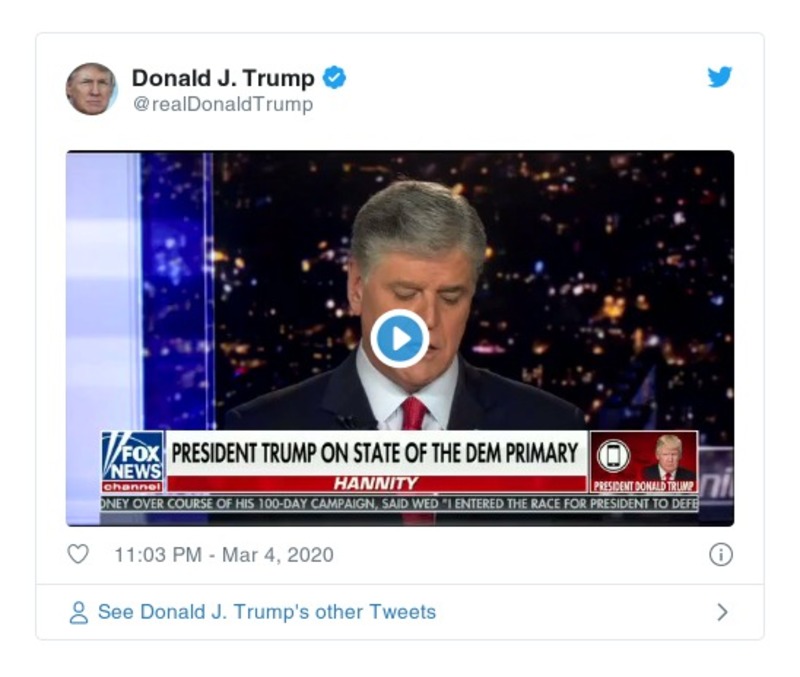 Donald J. Trump
@realDonaldTrump
PRESIDENT TRUMP ON STATE OF THE DEM PRIMARY
FOX
NEWS
channel
HANNITY
PRESIDENT DONALD TRUMP
ONEY OVER COURSE OF HIS 100-DAY CAMPAIGN, SAID WED "I ENTERED THE RACE FOR PRESIDENT TO DEFE
11:03 PM - Mar 4, 2020
See Donald J. Trump's other Tweets